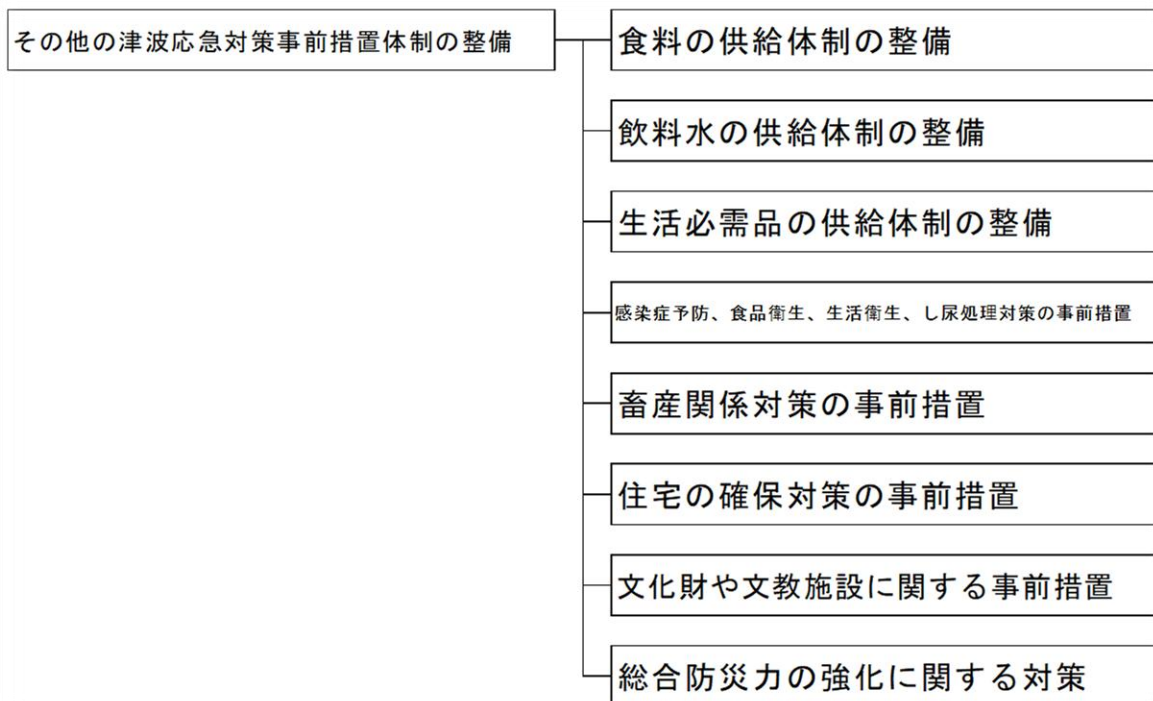 その他の津波応急対策事前措置体制の整備
食料の供給体制の整備
飲料水の供給体制の整備
生活必需品の供給体制の整備
感染症予防、食品衛生、生活衛生、し尿処理対策の事前措置
畜産関係対策の事前措置
住宅の確保対策の事前措置
文化財や文教施設に関する事前措置
総合防災力の強化に関する対策